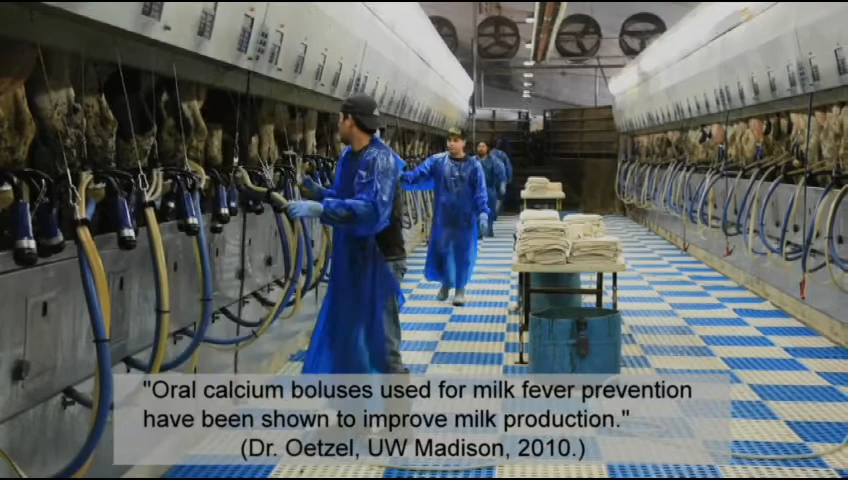 "Oral calcium boluses used for milk fever prevention
have been shown to improve milk production."
(Dr. Oetzel, UW Madison, 2010.)